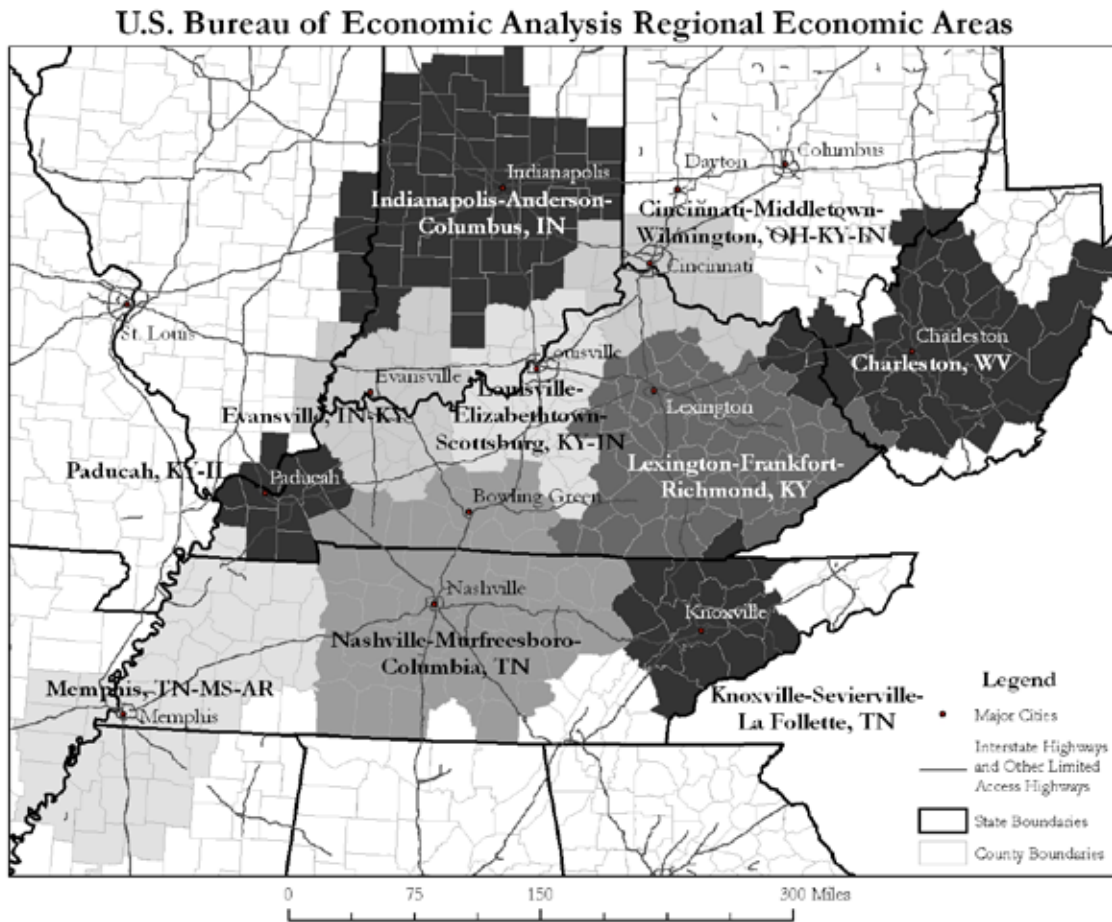 U.S. Bureau of Economic Analysis Regional Economic Areas
Columbus
Dayton
Indianapolis
Indianapolis-Anderson-
Columbus, IN
Cincinnati-Middletown-
Wilmington, OH-KY-IN
Cincinnati
St. Louis
Charleston
Charleston, WV
Louisville
Evansville
Louisville-
Elizabethtown-
Scottsburg, KY-IN
Lexington
Evansville, IN-KY
Lexington-Frankfort-
Richmond, KY
Paducah, KY-IL
Paducah
Bowling Green
Nashville
Knoxville
Nashville-Murfreesboro-
Columbia, TN
Memphis, TN-MS-AR
Memphis
Knoxville-Sevierville-
La Follette, TN
Legend
Major Cities
Interstate Highways
and Other Limited
Access Highways
State Boundaries
County Boundaries
0 75 150 300 Miles